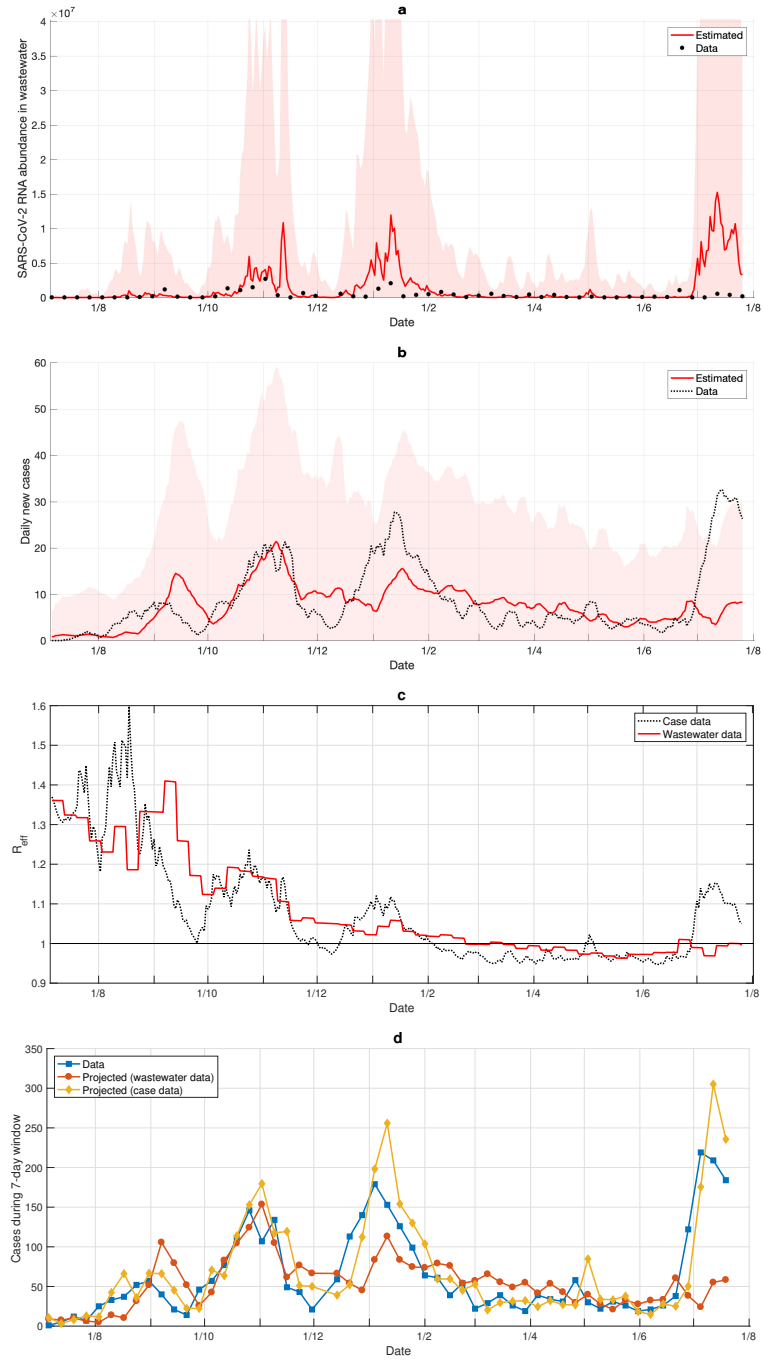 a
×10⁷
4
3.5
3
2.5
2
1.5
1
0.5
0
SARS-CoV-2 RNA abundance in wastewater
Estimated
Data
1/8 1/10 1/12 1/2 1/4 1/6 1/8
Date
b
60
50
40
30
20
10
0
Daily new cases
Estimated
Data
1/8 1/10 1/12 1/2 1/4 1/6 1/8
Date
c
1.6
1.5
1.4
1.3
1.2
1.1
1
0.9
R_eff
Case data
Wastewater data
1/8 1/10 1/12 1/2 1/4 1/6 1/8
Date
d
350
300
250
200
150
100
50
0
Cases during 7-day window
Data
Projected (wastewater data)
Projected (case data)
1/8 1/10 1/12 1/2 1/4 1/6 1/8
Date